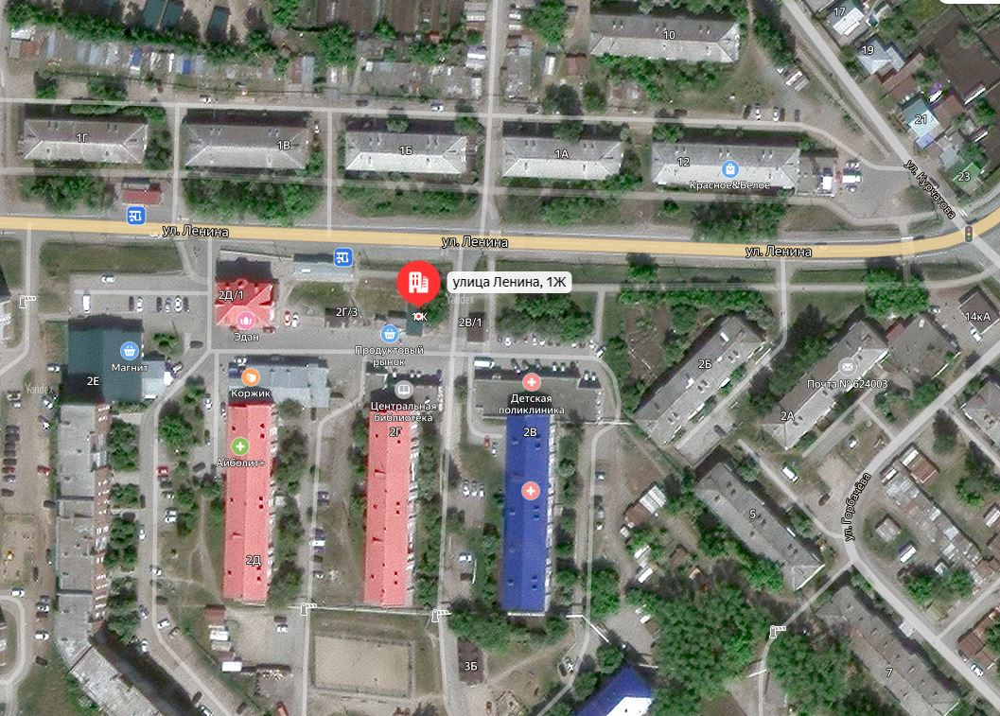 10
17
19
21
23
1Г
1В
1Б
1А
12
Красное&Белое
ул. Курчатова
ул. Ленина
ул. Ленина
ул. Ленина
улица Ленина, 1Ж
Yandex
2Д/1
Эдан
2Г/3
1Ж
2В/1
14кА
Продуктовый
рынок
Магнит
2Е
Yandex
Коржик
Центральная
библиотека
2Г
Детская
поликлиника
2В
2Б
Почта № 624003
2А
Айболит+
5
ул. Горбачёва
2Д
3Б
7